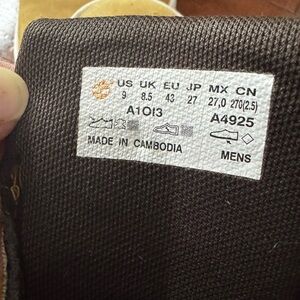 US UK EU JP MX CN
9 8.5 43 27 27,0 270(2.5)
A1OI3 A4925
MADE IN CAMBODIA MENS